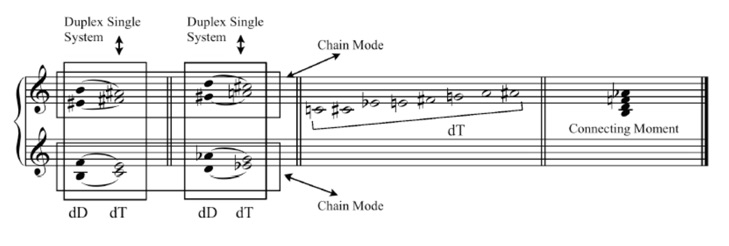 Duplex Single
System
Duplex Single
System
Chain Mode
dT
Connecting Moment
Chain Mode
dD dT
dD dT